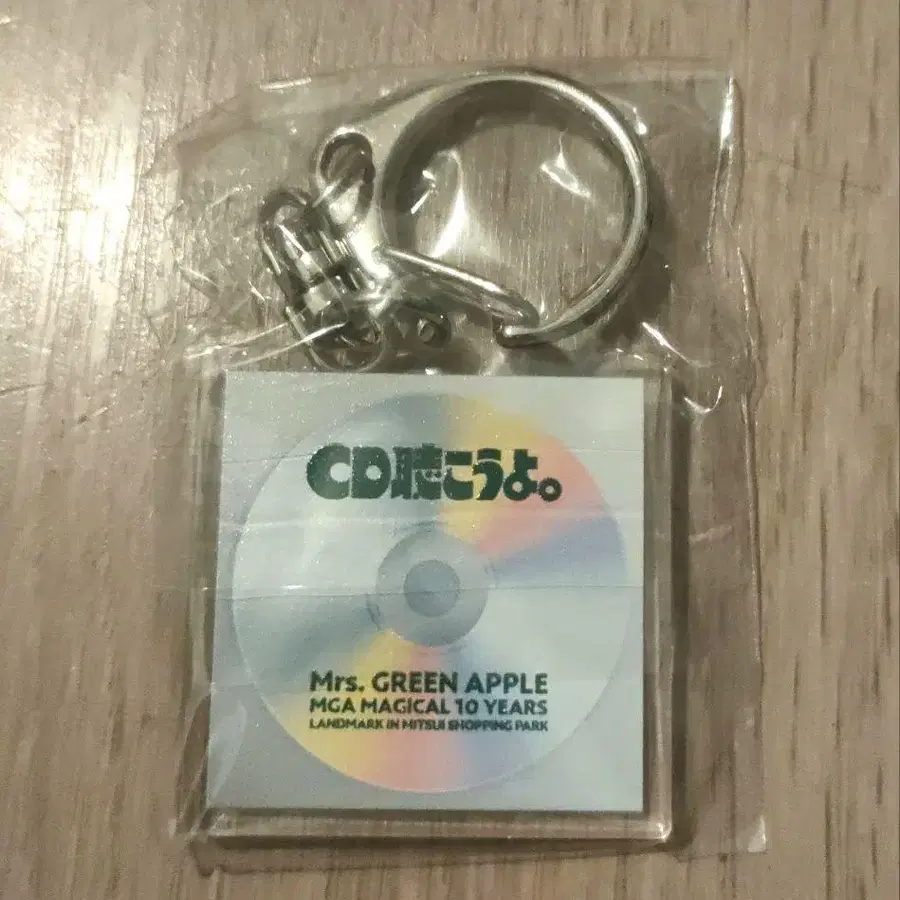 CD聴こうよ。
Mrs. GREEN APPLE
MGA MAGICAL 10 YEARS
LANDMARK IN MITSUI SHOPPING PARK